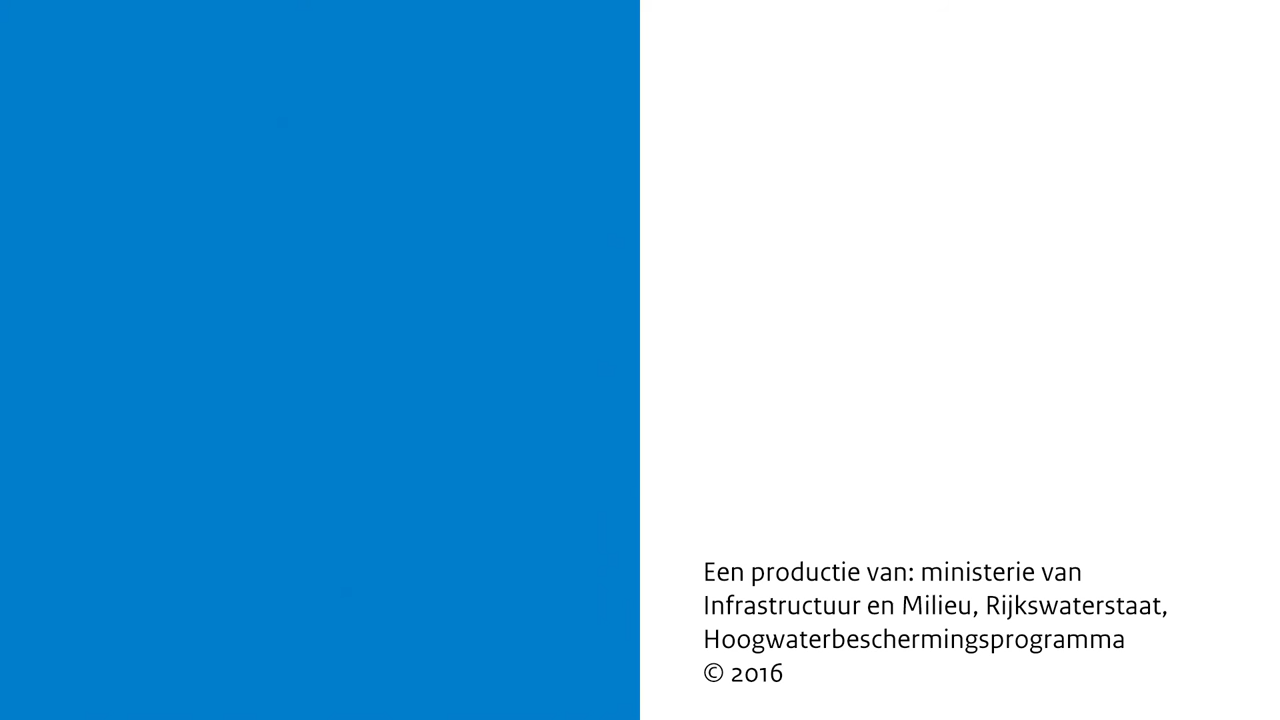 Een productie van: ministerie van
Infrastructuur en Milieu, Rijkswaterstaat,
Hoogwaterbeschermingsprogramma
© 2016